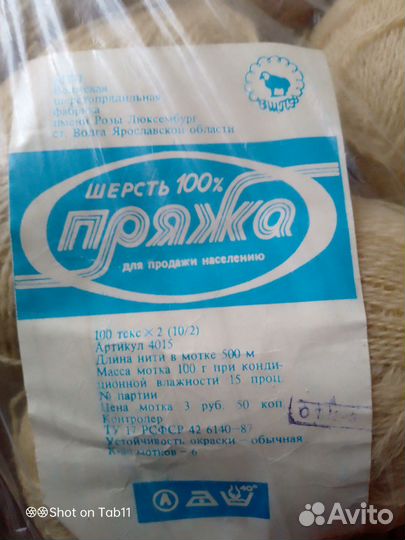 Волжская
шерстопрядильная
фабрика
имени Розы Люксембург
ст. Волга Ярославской области
ШЕРСТЬ 100%
пряжа
для продажи населению
100 текс × 2 (10/2)
Артикул 4015
Длина нити в мотке 500 м
Масса мотка 100 г при конди-
ционной влажности 15 проц.
№ партии
Цена мотка 3 руб. 50 коп
Контролер
ТУ 17 РСФСР 42 6140—87
Устойчивость окраски — обычная
мотков — 6
А
40°
Shot on Tab11
Avito